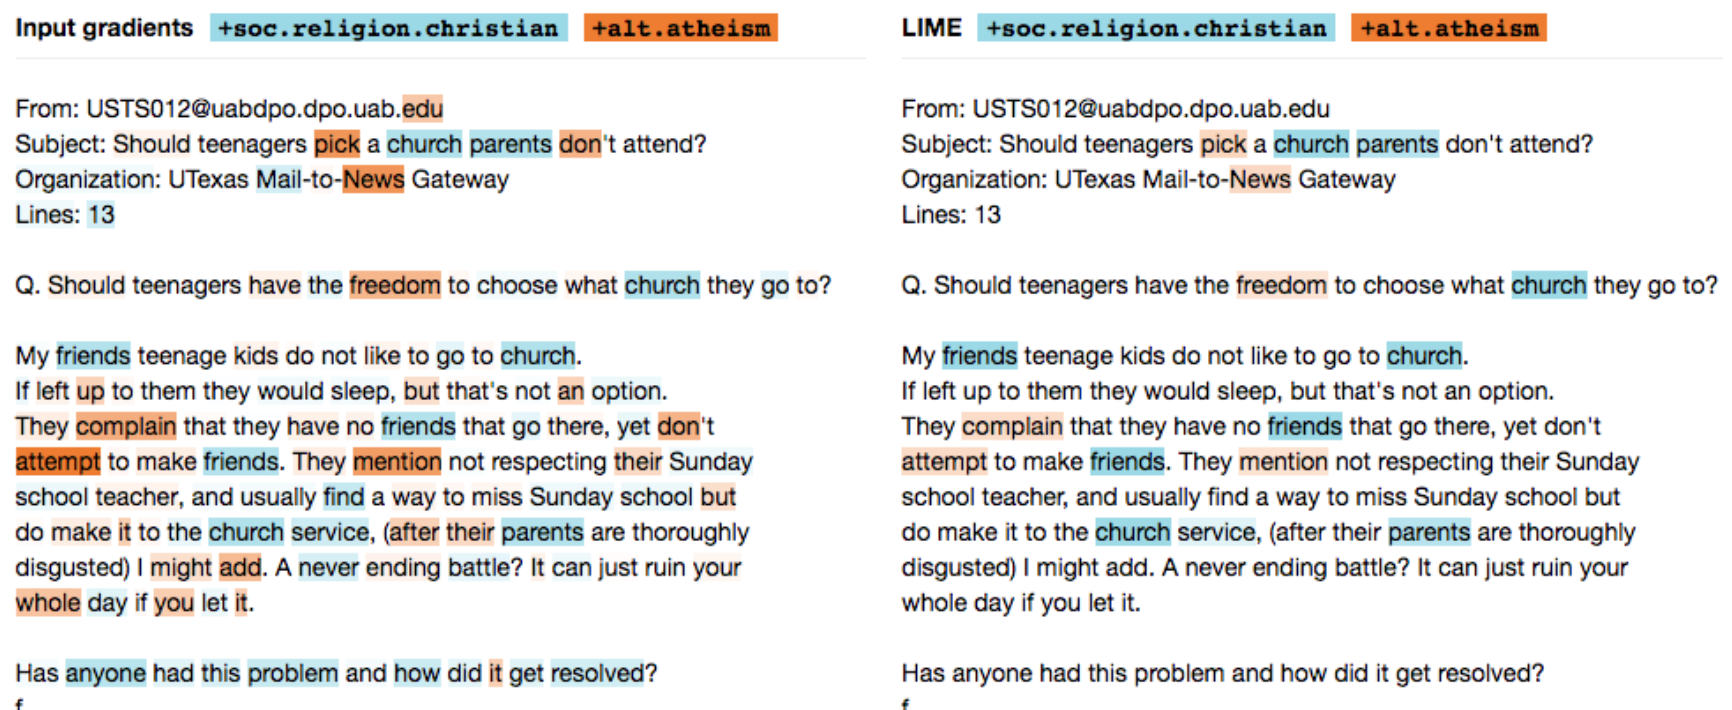 Input gradients +soc.religion.christian +alt.atheism
From: USTS012@uabdpo.dpo.uab.edu
Subject: Should teenagers pick a church parents don't attend?
Organization: UTexas Mail-to-News Gateway
Lines: 13
Q. Should teenagers have the freedom to choose what church they go to?
My friends teenage kids do not like to go to church.
If left up to them they would sleep, but that's not an option.
They complain that they have no friends that go there, yet don't
attempt to make friends. They mention not respecting their Sunday
school teacher, and usually find a way to miss Sunday school but
do make it to the church service, (after their parents are thoroughly
disgusted) I might add. A never ending battle? It can just ruin your
whole day if you let it.
Has anyone had this problem and how did it get resolved?
f
LIME +soc.religion.christian +alt.atheism
From: USTS012@uabdpo.dpo.uab.edu
Subject: Should teenagers pick a church parents don't attend?
Organization: UTexas Mail-to-News Gateway
Lines: 13
Q. Should teenagers have the freedom to choose what church they go to?
My friends teenage kids do not like to go to church.
If left up to them they would sleep, but that's not an option.
They complain that they have no friends that go there, yet don't
attempt to make friends. They mention not respecting their Sunday
school teacher, and usually find a way to miss Sunday school but
do make it to the church service, (after their parents are thoroughly
disgusted) I might add. A never ending battle? It can just ruin your
whole day if you let it.
Has anyone had this problem and how did it get resolved?
f